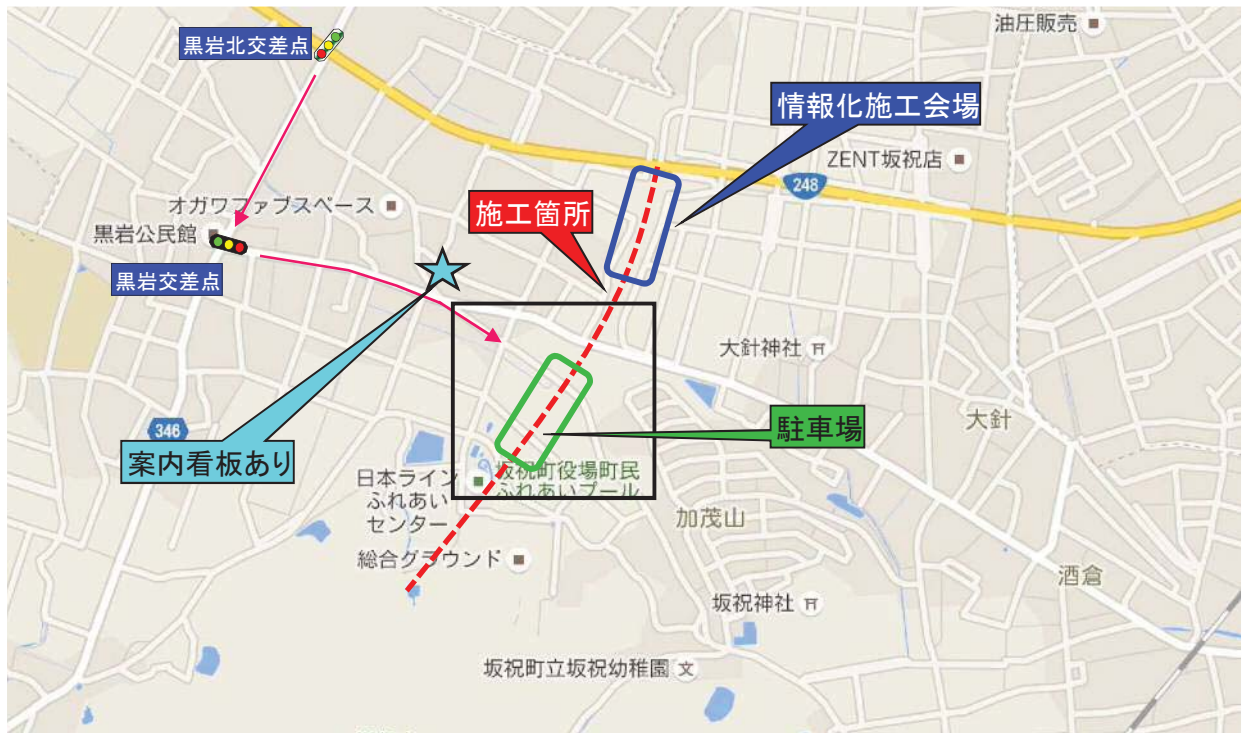 油圧販売
黒岩北交差点
情報化施工会場
ZENT坂祝店
248
施工箇所
オガワファブスペース
黒岩公民館
黒岩交差点
大針神社
大針
駐車場
346
案内看板あり
日本ライン
ふれあい
センター
坂祝町役場町民
ふれあいプール
加茂山
総合グラウンド
酒倉
坂祝神社
坂祝町立坂祝幼稚園
文